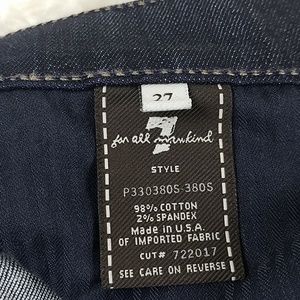 27
7
for all mankind
STYLE
P330380S-380S
98% COTTON
2% SPANDEX
Made in U.S.A.
OF IMPORTED FABRIC
CUT# 722017
SEE CARE ON REVERSE